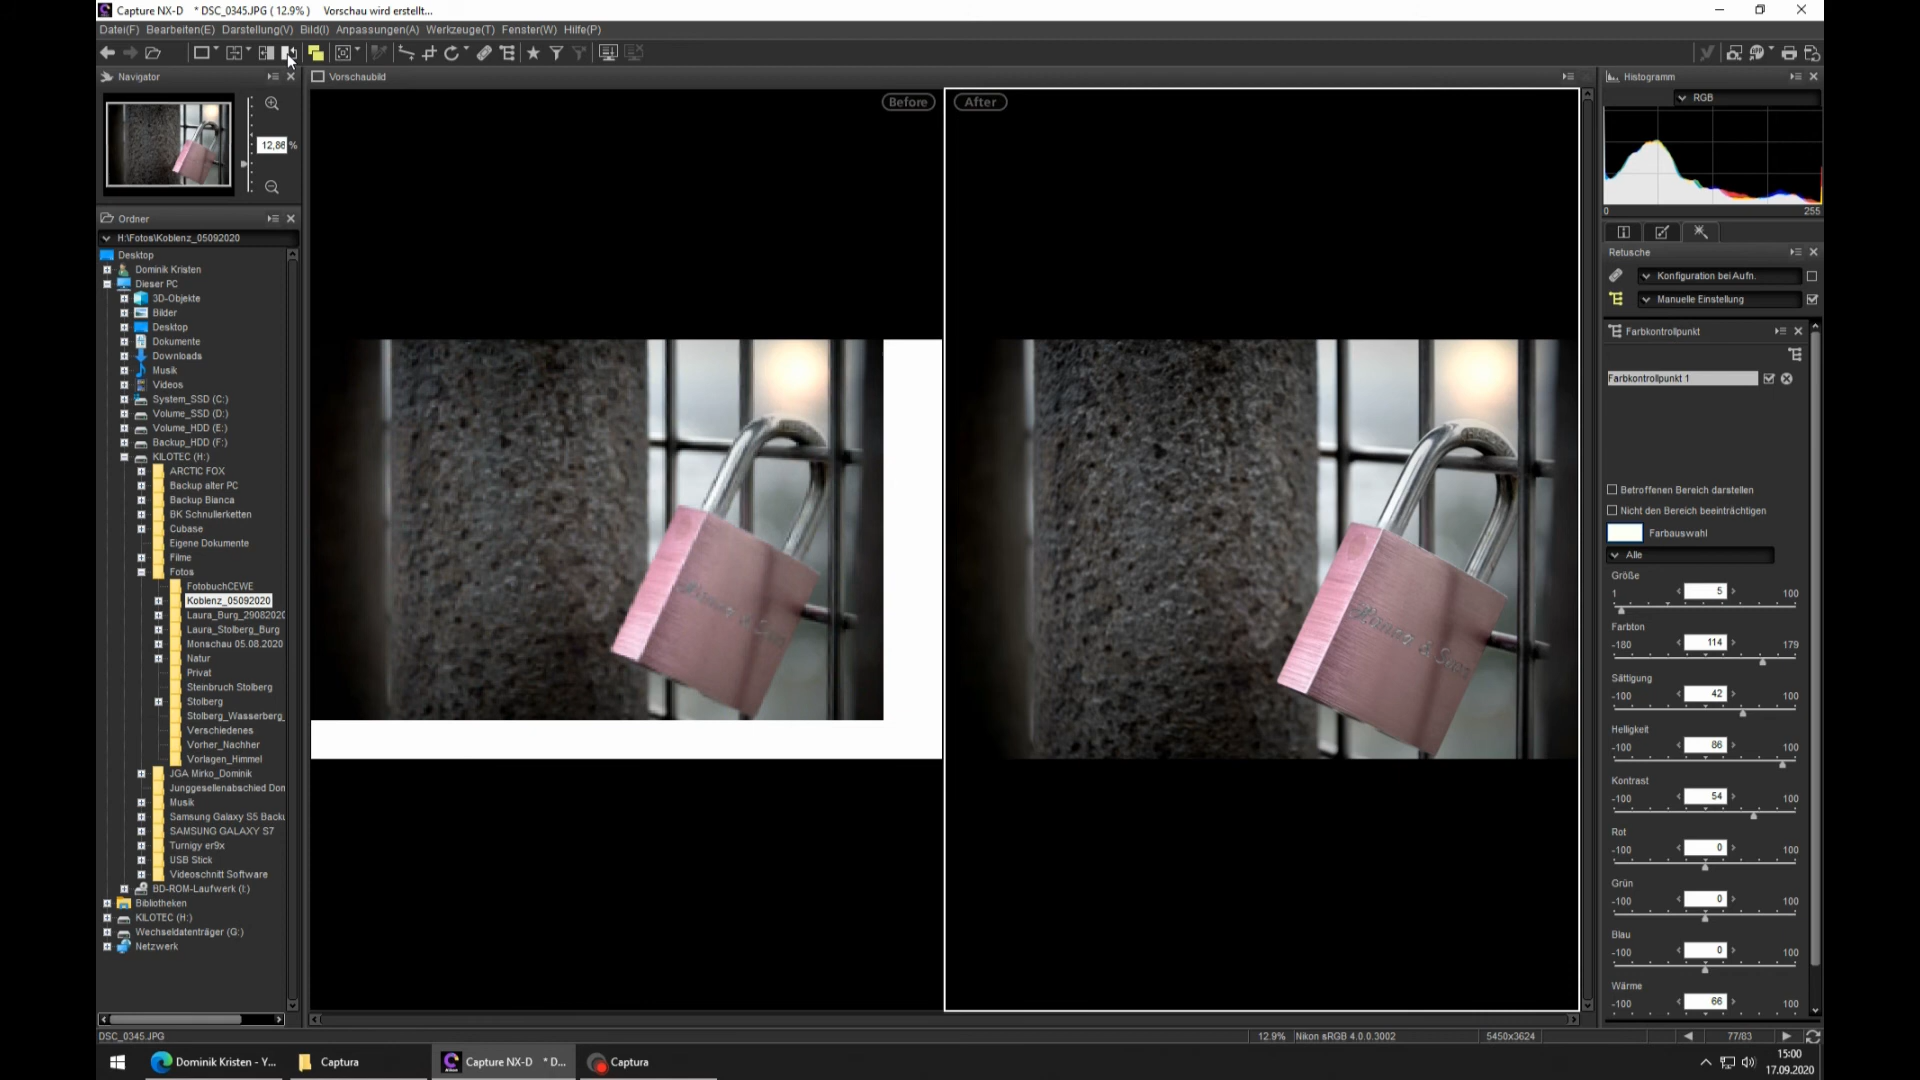 Capture NX-D * DSC_0345.JPG ( 12.9% ) Vorschau wird erstellt...
Datei(F) Bearbeiten(E) Darstellung(V) Bild(I) Anpassungen(A) Werkzeuge(T) Fenster(W) Hilfe(P)
Navigator
12,86 %
Ordner
H:\Fotos\Koblenz_05092020
Desktop
Dominik Kristen
Dieser PC
3D-Objekte
Bilder
Desktop
Dokumente
Downloads
Musik
Videos
System_SSD (C:)
Volume_SSD (D:)
Volume_HDD (E:)
Backup_HDD (F:)
KILOTEC (H:)
ARCTIC FOX
Backup alter PC
Backup Bianca
BK Schnullerketten
Cubase
Eigene Dokumente
Filme
Fotos
FotobuchCEWE
Koblenz_05092020
Laura_Burg_29082020
Laura_Stolberg_Burg
Monschau 05.08.2020
Natur
Privat
Steinbruch Stolberg
Stolberg
Stolberg_Wasserberg_
Verschiedenes
Vorher_Nachher
Vorlagen_Himmel
JGA Mirko_Dominik
Junggesellenabschied Dom
Musik
Samsung Galaxy S5 Backu
SAMSUNG GALAXY S7
Turnigy er9x
USB Stick
Videoschnitt Software
BD-ROM-Laufwerk (I:)
Bibliotheken
KILOTEC (H:)
Wechseldatenträger (G:)
Netzwerk
DSC_0345.JPG
Vorschaubild
Before
After
12.9% Nikon sRGB 4.0.0.3002 5450x3624
77/83
Histogramm
RGB
0 255
Retusche
Konfiguration bei Aufn.
Manuelle Einstellung
Farbkontrollpunkt
Farbkontrollpunkt 1
Betroffenen Bereich darstellen
Nicht den Bereich beeinträchtigen
Farbauswahl
Alle
Größe
1 5 100
Farbton
-180 114 179
Sättigung
-100 42 100
Helligkeit
-100 86 100
Kontrast
-100 54 100
Rot
-100 0 100
Grün
-100 0 100
Blau
-100 0 100
Wärme
-100 66 100
Dominik Kristen - Y...
Captura
Capture NX-D * D...
Captura
15:00
17.09.2020